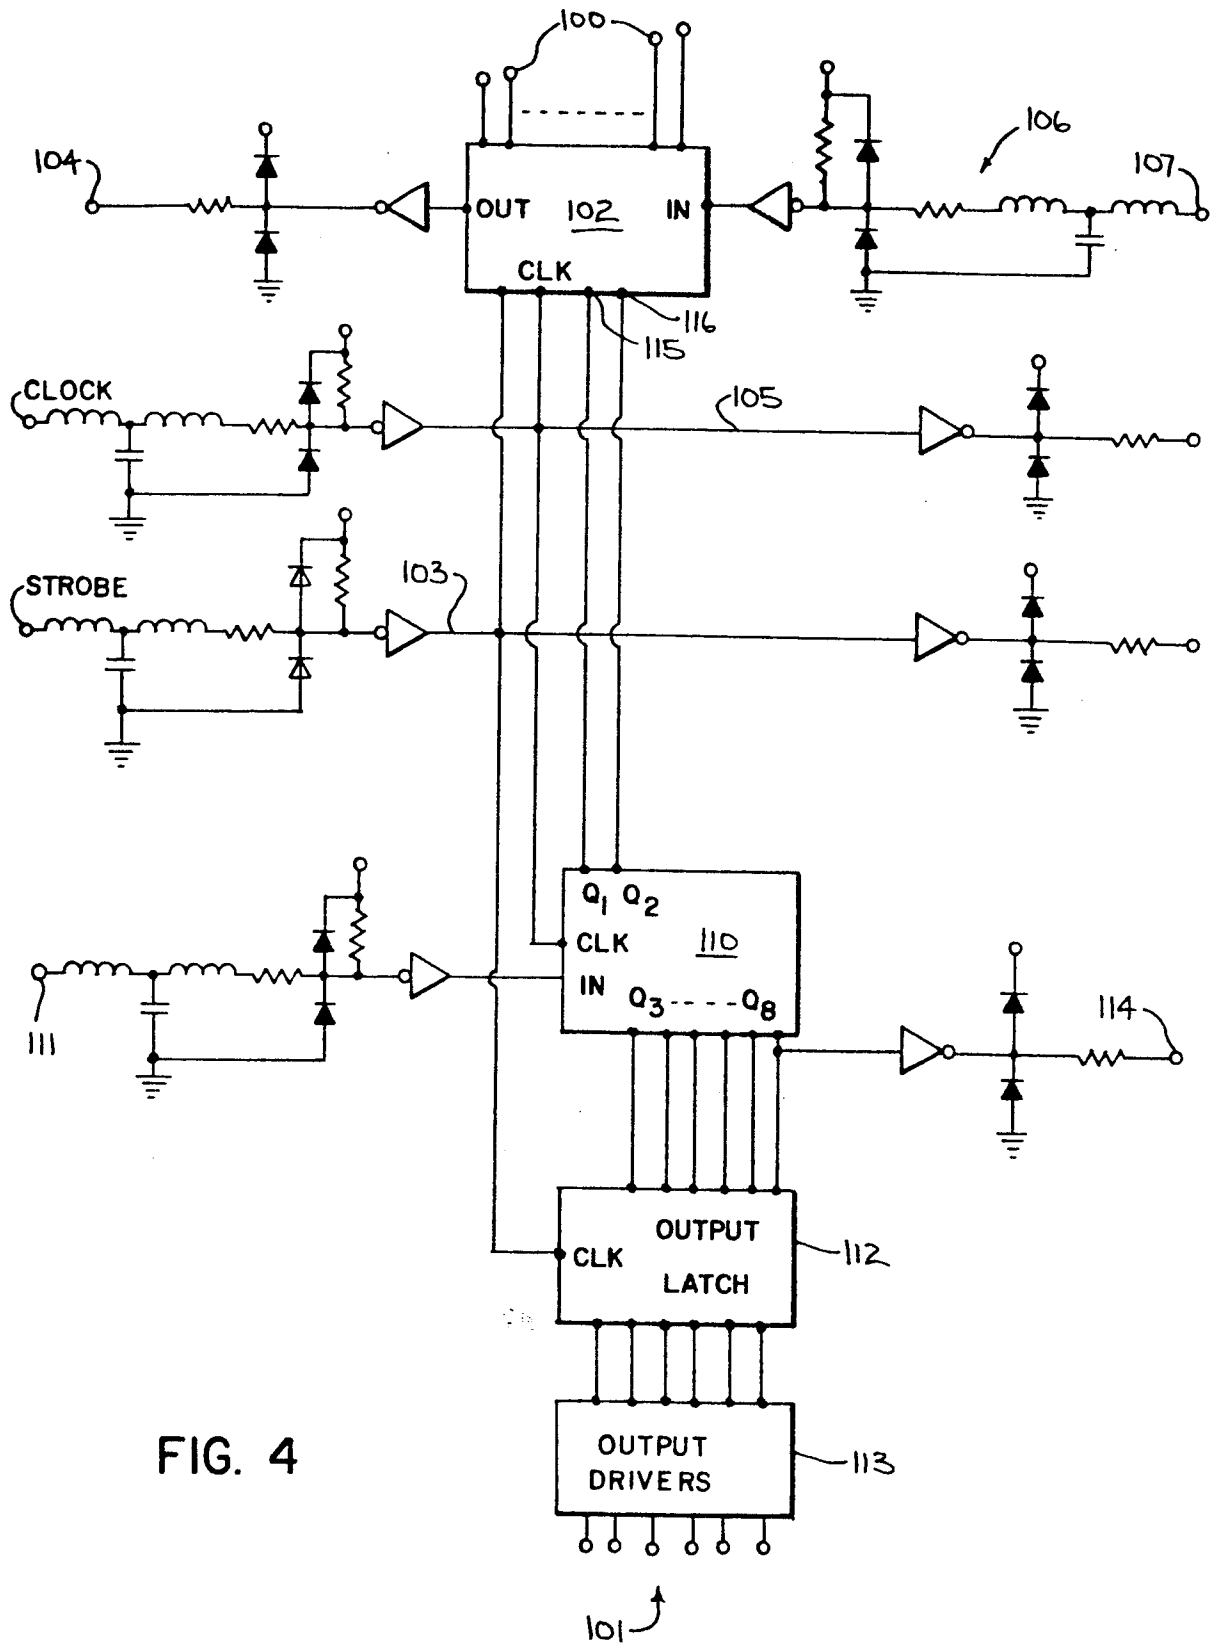 100
106
104
107
OUT 102 IN
CLK
116
115
CLOCK
105
STROBE
103
Q1 Q2
CLK 110
IN
Q3 ---- Q8
111
114
OUTPUT
CLK
LATCH
112
FIG. 4
OUTPUT
DRIVERS
113
101